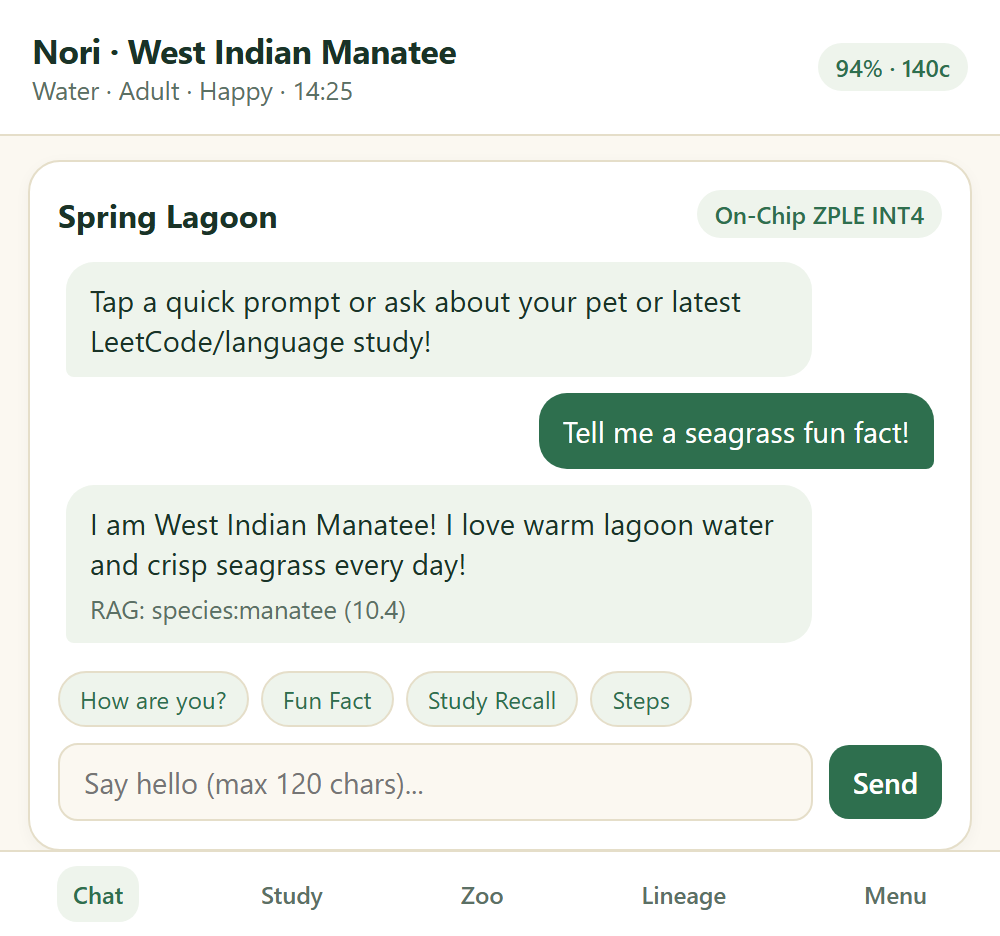 Nori · West Indian Manatee
Water · Adult · Happy · 14:25
94% · 140c
Spring Lagoon
On-Chip ZPLE INT4
Tap a quick prompt or ask about your pet or latest
LeetCode/language study!
Tell me a seagrass fun fact!
I am West Indian Manatee! I love warm lagoon water
and crisp seagrass every day!
RAG: species:manatee (10.4)
How are you?
Fun Fact
Study Recall
Steps
Say hello (max 120 chars)...
Send
Chat
Study
Zoo
Lineage
Menu